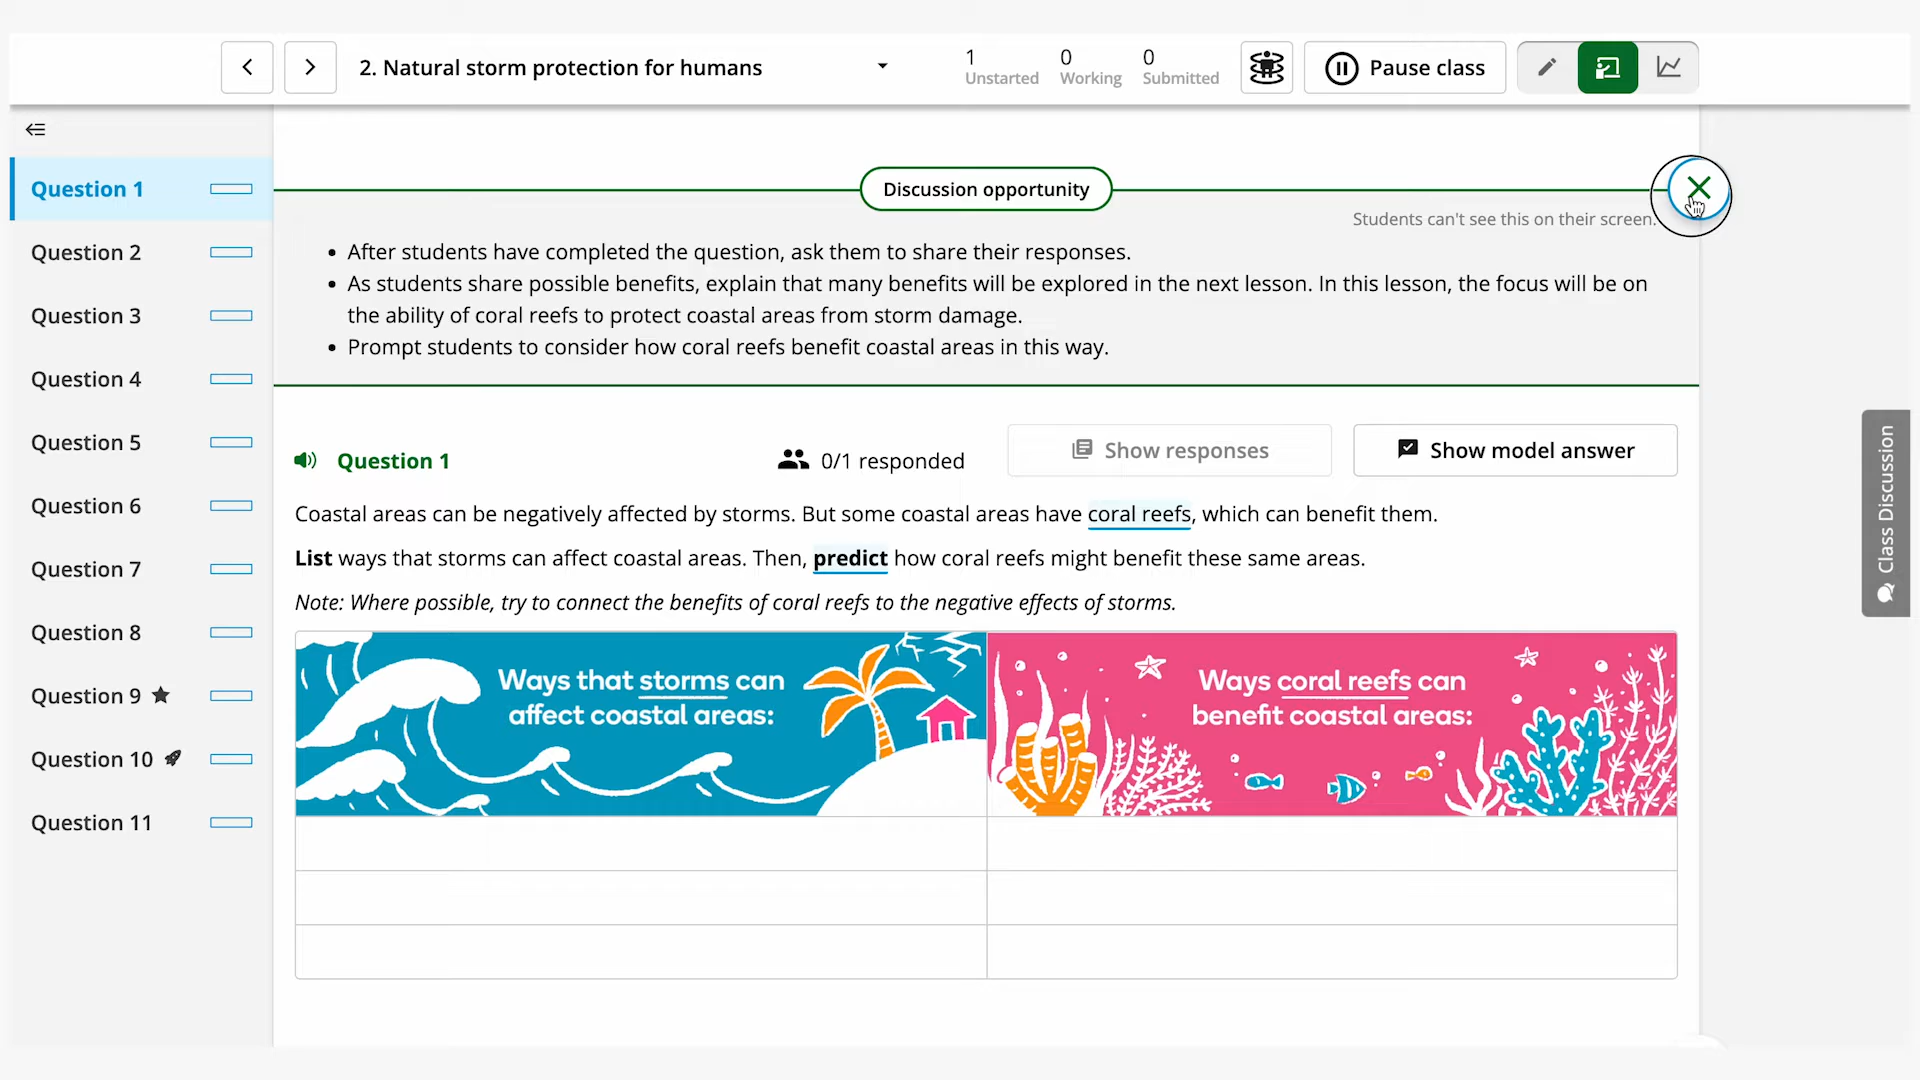 2. Natural storm protection for humans
1
Unstarted
0
Working
0
Submitted
Pause class
Question 1
Question 2
Question 3
Question 4
Question 5
Question 6
Question 7
Question 8
Question 9
Question 10
Question 11
Discussion opportunity
Students can't see this on their screen.
• After students have completed the question, ask them to share their responses.
• As students share possible benefits, explain that many benefits will be explored in the next lesson. In this lesson, the focus will be on
the ability of coral reefs to protect coastal areas from storm damage.
• Prompt students to consider how coral reefs benefit coastal areas in this way.
Question 1
0/1 responded
Show responses
Show model answer
Coastal areas can be negatively affected by storms. But some coastal areas have coral reefs, which can benefit them.
List ways that storms can affect coastal areas. Then, predict how coral reefs might benefit these same areas.
Note: Where possible, try to connect the benefits of coral reefs to the negative effects of storms.
Ways that storms can
affect coastal areas:
Ways coral reefs can
benefit coastal areas:
Class Discussion